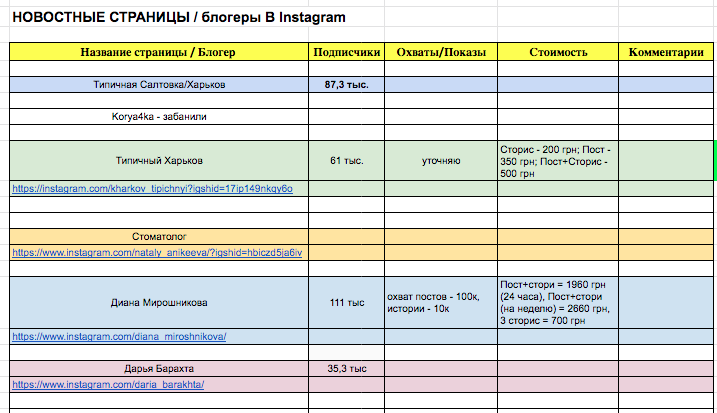 НОВОСТНЫЕ СТРАНИЦЫ / блогеры В Instagram
Название страницы / Блогер Подписчики Охваты/Показы Стоимость Комментарии
Типичная Салтовка/Харьков 87,3 тыс.
Korya4ka - забанили
Типичный Харьков 61 тыс. уточняю
Сторис - 200 грн; Пост -
350 грн; Пост+Сторис -
500 грн
https://instagram.com/kharkov_tipichnyi?igshid=17ip149nkqy6o
Стоматолог
https://www.instagram.com/nataly_anikeeva/?igshid=hbiczd5ja6iv
Диана Мирошникова 111 тыс
охват постов - 100к,
истории - 10к
Пост+стори = 1960 грн
(24 часа), Пост+стори
(на неделю) = 2660 грн,
3 сторис = 700 грн
https://www.instagram.com/diana_miroshnikova/
Дарья Барахта 35,3 тыс
https://www.instagram.com/daria_barakhta/